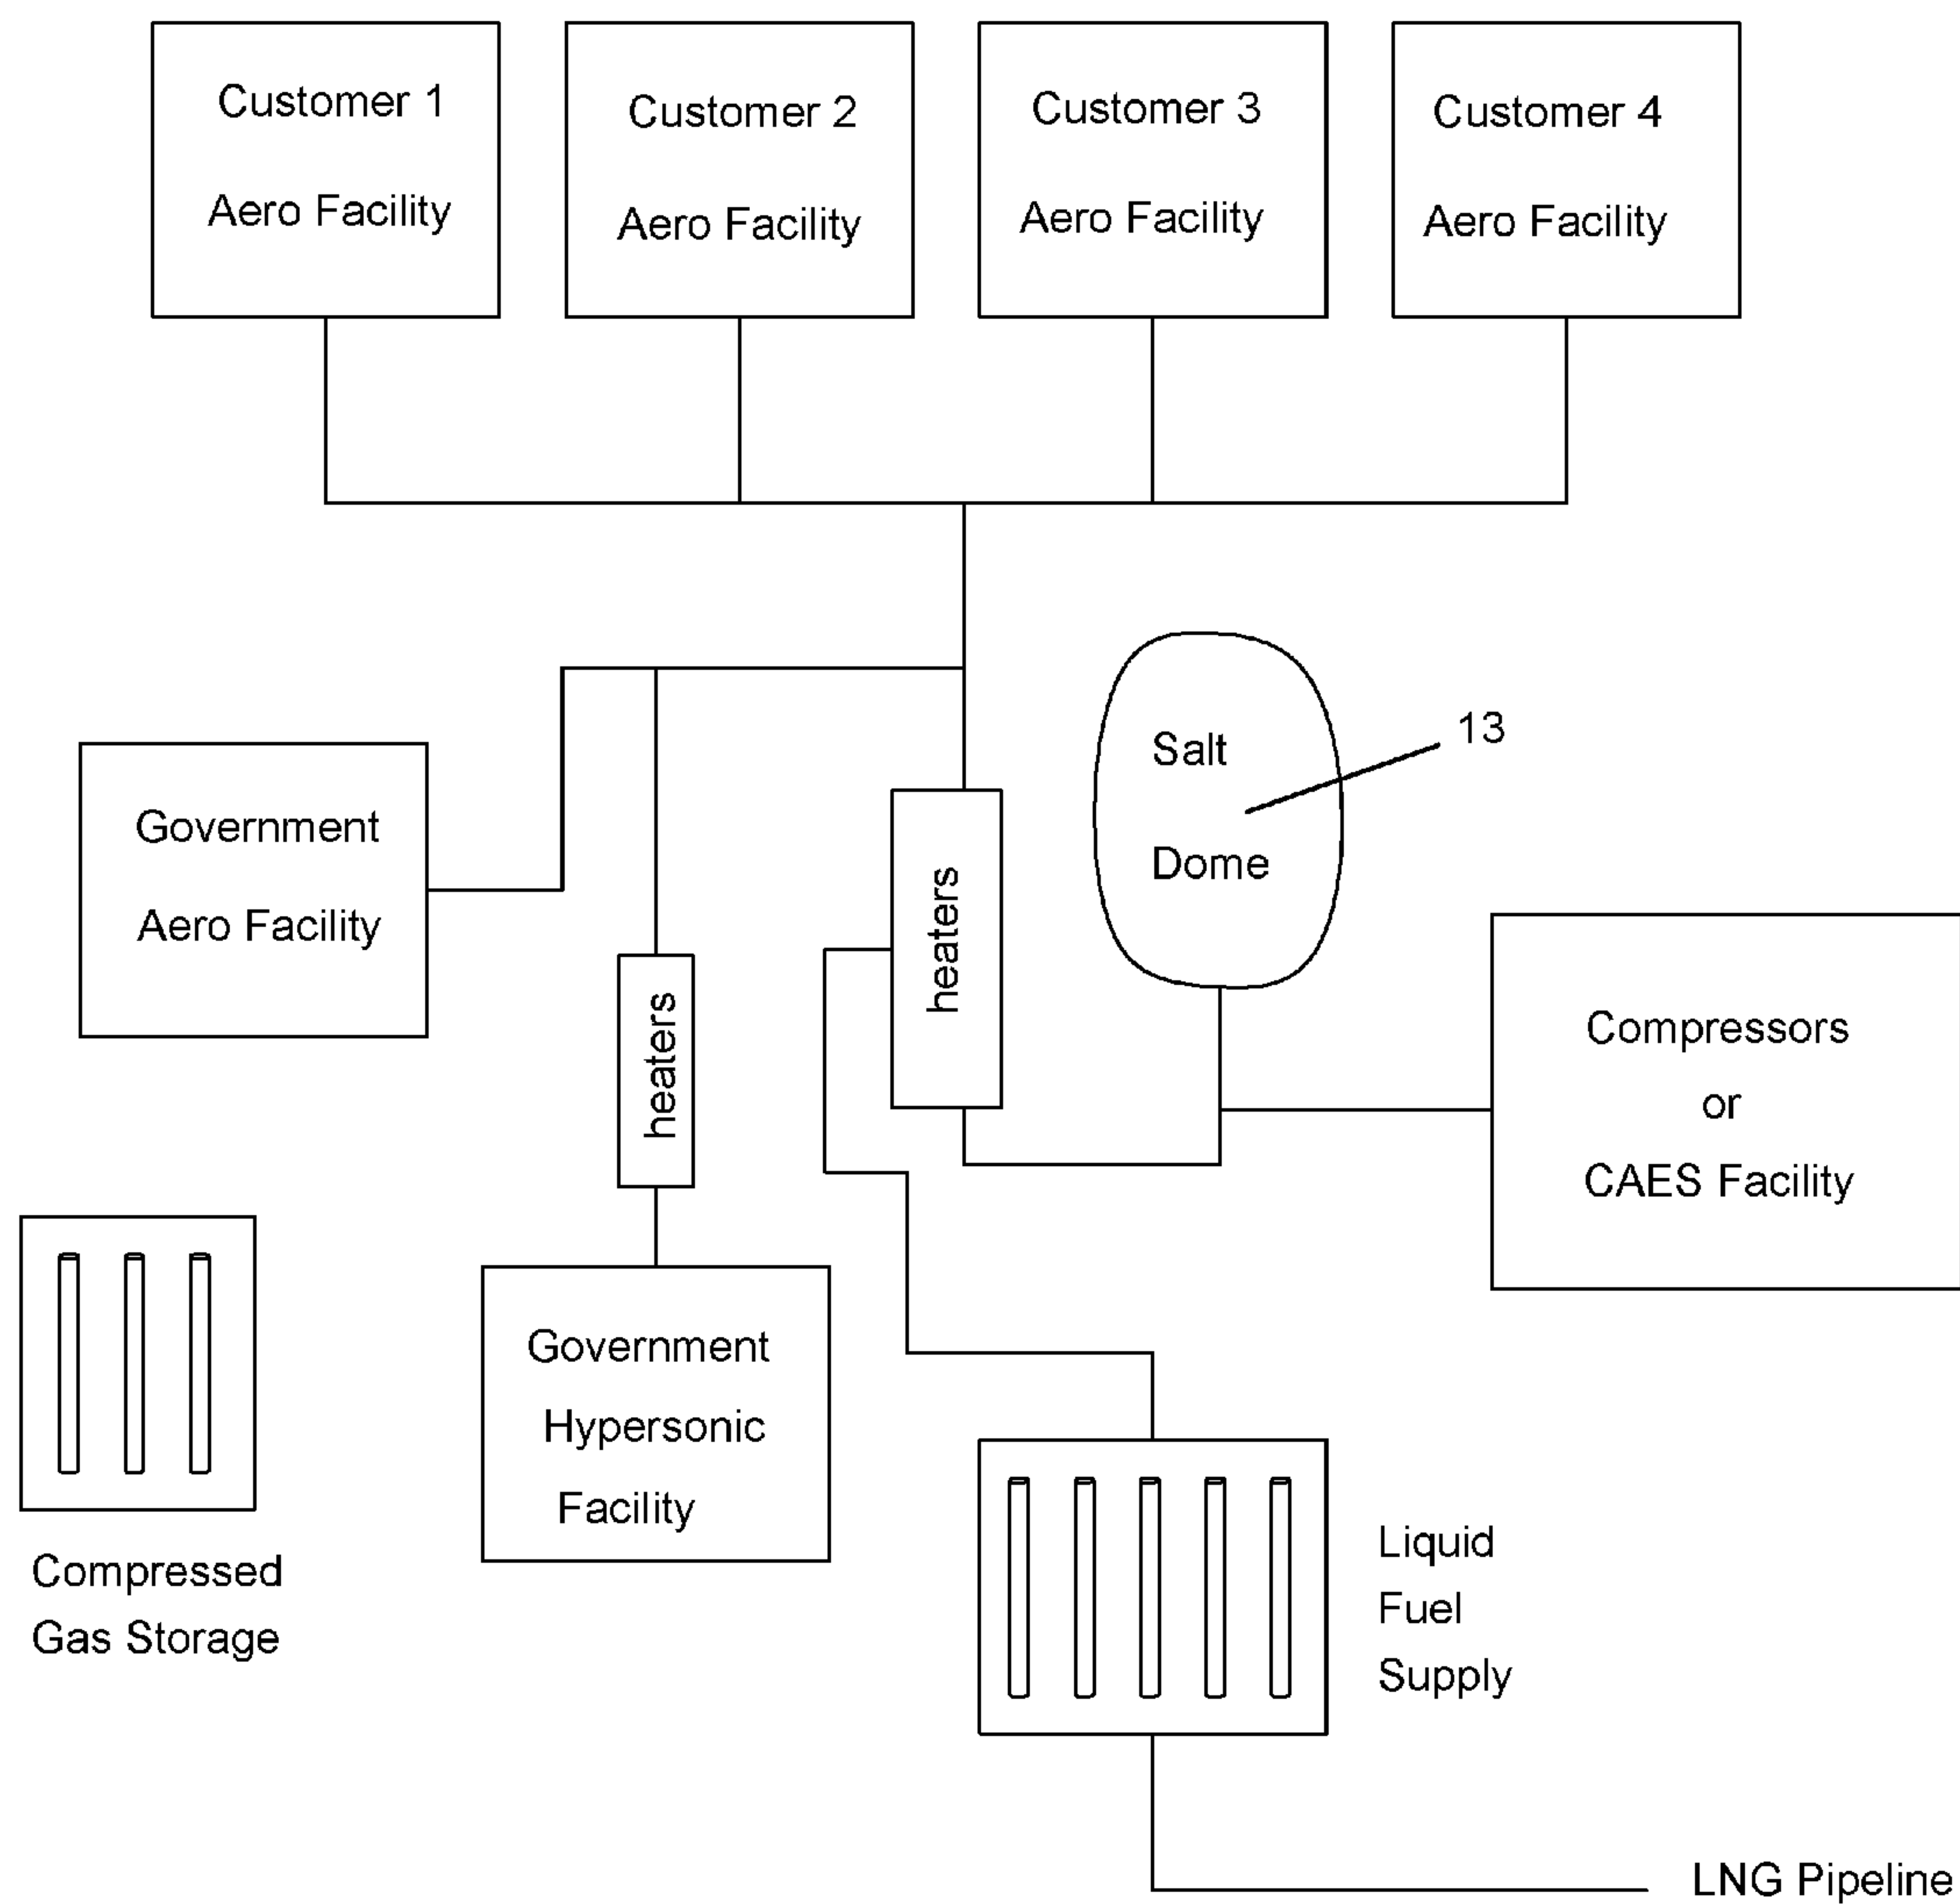 Customer 1
Aero Facility
Customer 2
Aero Facility
Customer 3
Aero Facility
Customer 4
Aero Facility
Salt
Dome
13
Government
Aero Facility
heaters
heaters
Compressors
or
CAES Facility
Government
Hypersonic
Facility
Compressed
Gas Storage
Liquid
Fuel
Supply
LNG Pipeline